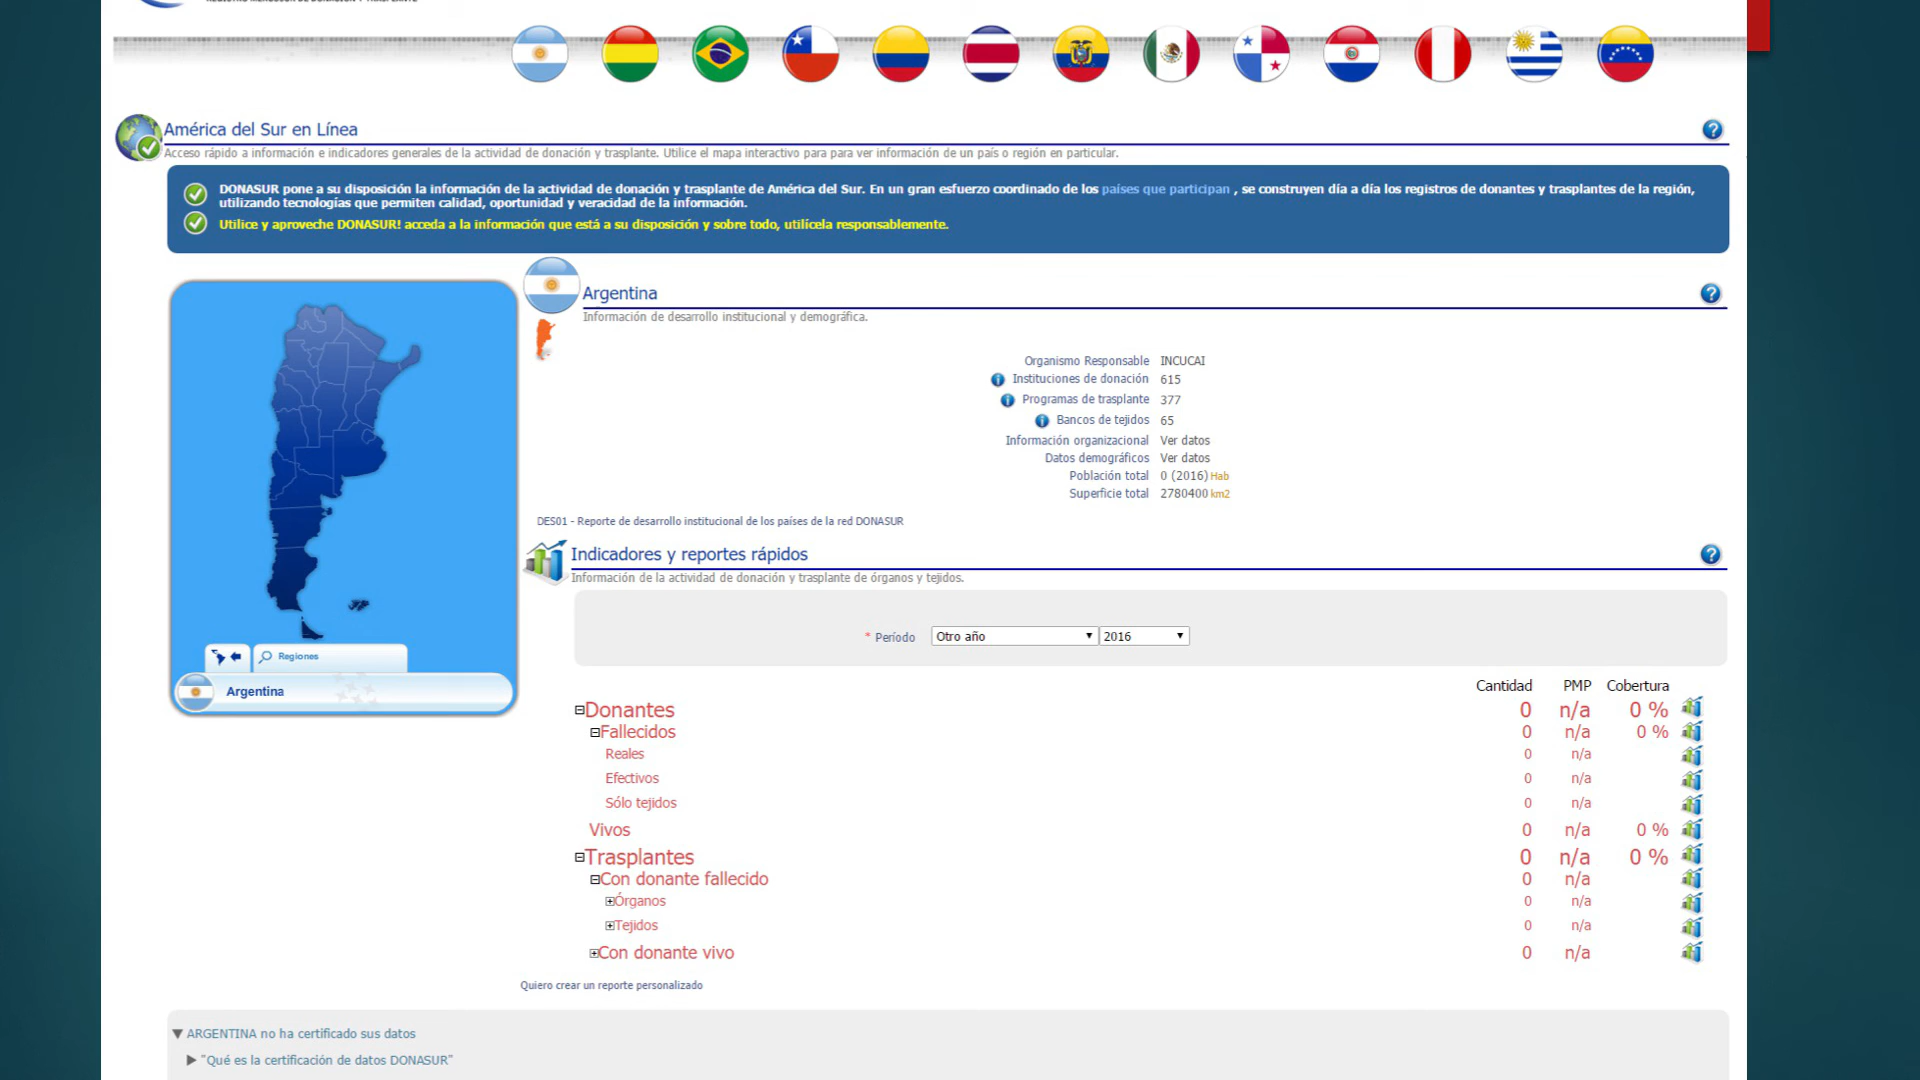 REGISTRO MERCOSUR DE DONACIÓN Y TRASPLANTE
América del Sur en Línea
Acceso rápido a información e indicadores generales de la actividad de donación y trasplante. Utilice el mapa interactivo para para ver información de un país o región en particular.
DONASUR pone a su disposición la información de la actividad de donación y trasplante de América del Sur. En un gran esfuerzo coordinado de los países que participan , se construyen día a día los registros de donantes y trasplantes de la región,
utilizando tecnologías que permiten calidad, oportunidad y veracidad de la información.
Utilice y aproveche DONASUR! acceda a la información que está a su disposición y sobre todo, utilícela responsablemente.
Argentina
Información de desarrollo institucional y demográfica.
Organismo Responsable INCUCAI
Instituciones de donación 615
Programas de trasplante 377
Bancos de tejidos 65
Información organizacional Ver datos
Datos demográficos Ver datos
Población total 0 (2016) Hab
Superficie total 2780400 km2
DES01 - Reporte de desarrollo institucional de los países de la red DONASUR
Indicadores y reportes rápidos
Información de la actividad de donación y trasplante de órganos y tejidos.
* Período Otro año 2016
Regiones
Argentina
Cantidad PMP Cobertura
Donantes 0 n/a 0 %
Fallecidos 0 n/a 0 %
Reales 0 n/a
Efectivos 0 n/a
Sólo tejidos 0 n/a
Vivos 0 n/a 0 %
Trasplantes 0 n/a 0 %
Con donante fallecido 0 n/a
Órganos 0 n/a
Tejidos 0 n/a
Con donante vivo 0 n/a
Quiero crear un reporte personalizado
ARGENTINA no ha certificado sus datos
"Qué es la certificación de datos DONASUR"